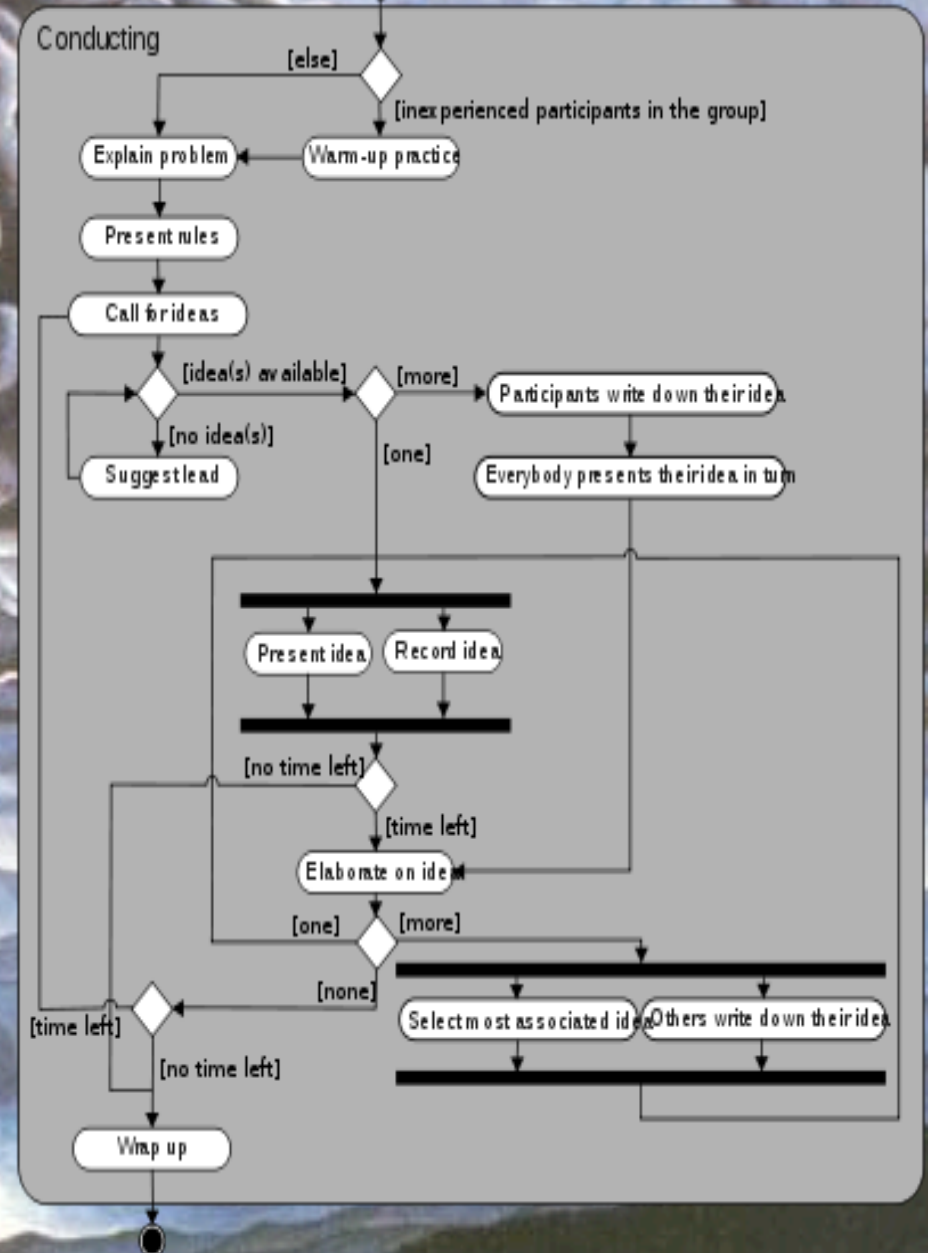 Conducting
[else]
[inexperienced participants in the group]
Explain problem
Warm-up practice
Present rules
Call for ideas
[idea(s) available]
[more]
Participants write down their idea
[no idea(s)]
[one]
Suggest lead
Everybody presents their idea in turn
Present idea
Record idea
[no time left]
[time left]
Elaborate on idea
[one]
[more]
[none]
[time left]
Select most associated idea
Others write down their idea
[no time left]
Wrap up